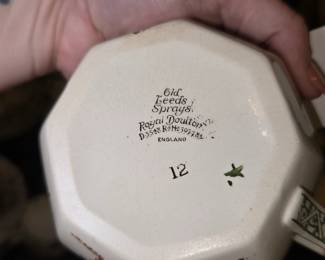 Old
Leeds
Sprays
Royal Doulton
ENGLAND
12